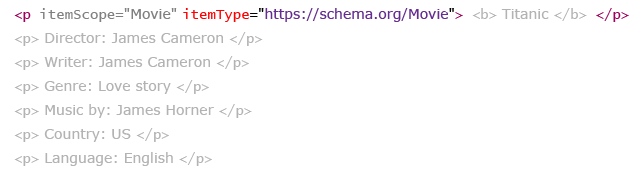 <p itemScope="Movie" itemType="https://schema.org/Movie"> <b> Titanic </b> </p>
<p> Director: James Cameron </p>
<p> Writer: James Cameron </p>
<p> Genre: Love story </p>
<p> Music by: James Horner </p>
<p> Country: US </p>
<p> Language: English </p>